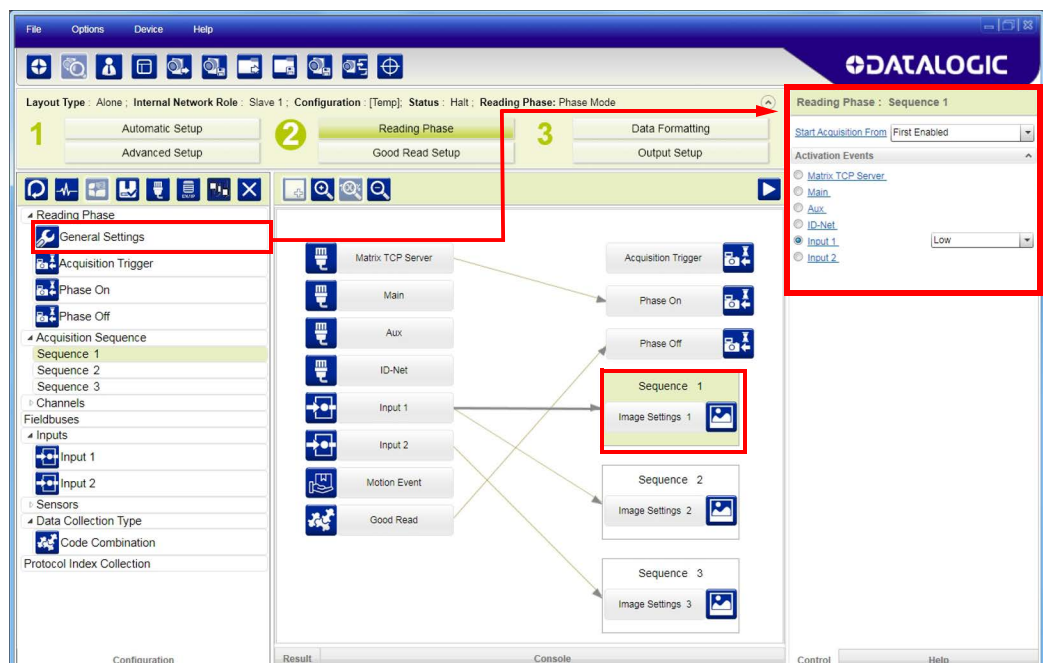 File Options Device Help
DATALOGIC
Layout Type : Alone ; Internal Network Role : Slave 1 ; Configuration : [Temp]; Status : Halt ; Reading Phase: Phase Mode
1 Automatic Setup 2 Reading Phase 3 Data Formatting
Advanced Setup Good Read Setup Output Setup
Reading Phase
General Settings
Acquisition Trigger
Phase On
Phase Off
Acquisition Sequence
Sequence 1
Sequence 2
Sequence 3
Channels
Fieldbuses
Inputs
Input 1
Input 2
Sensors
Data Collection Type
Code Combination
Protocol Index Collection
Configuration
Matrix TCP Server
Main
Aux
ID-Net
Input 1
Input 2
Motion Event
Good Read
Acquisition Trigger
Phase On
Phase Off
Sequence 1
Image Settings 1
Sequence 2
Image Settings 2
Sequence 3
Image Settings 3
Result Console
Reading Phase : Sequence 1
Start Acquisition From First Enabled
Activation Events
Matrix TCP Server
Main
Aux
ID-Net
Input 1 Low
Input 2
Control Help